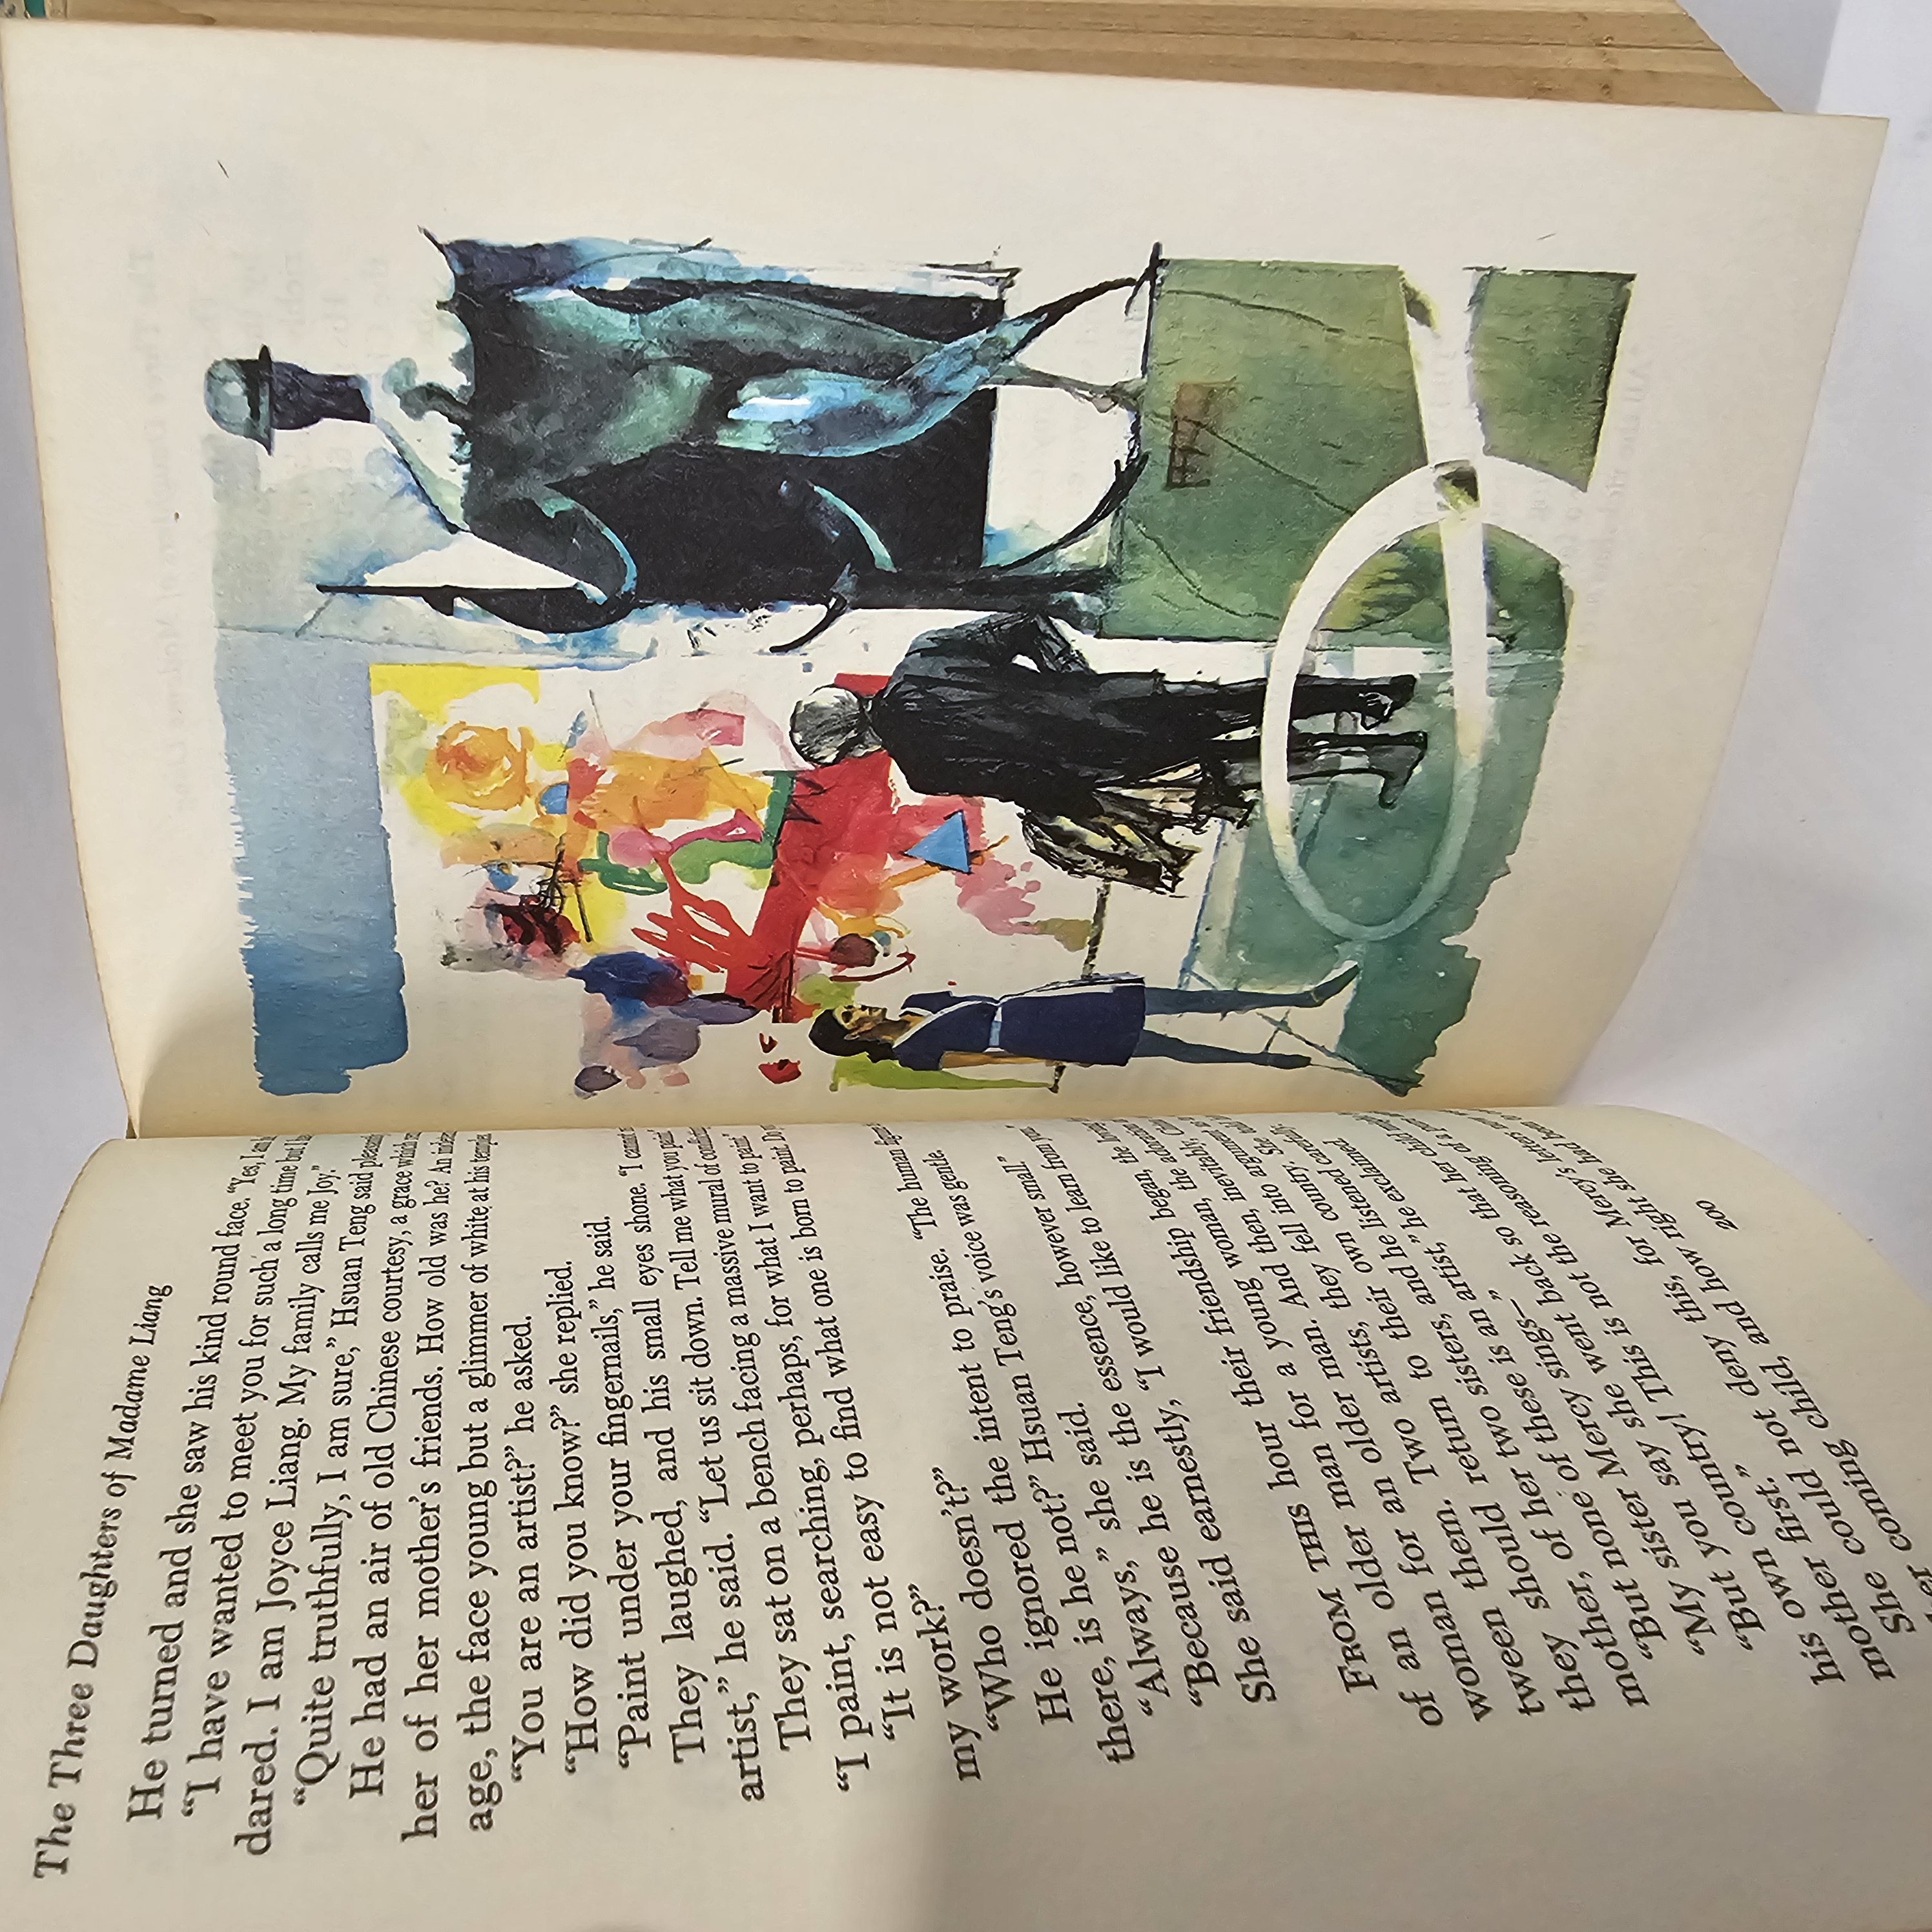 The Three Daughters of Madame Liang
He turned and she saw his kind round face. "Yes, I am
"I have wanted to meet you for such a long time but I
dared. I am Joyce Liang. My family calls me Joy."
"Quite truthfully, I am sure," Hsuan Teng said
He had an air of old Chinese courtesy, a grace which
her of her mother's friends. How old was he? An
age, the face young but a glimmer of white at his
"You are an artist?" he asked.
"How did you know?" she replied.
"Paint under your fingernails," he said.
They laughed, and his small eyes shone. "I cannot
artist," he said. "Let us sit down. Tell me what you paint."
They sat on a bench facing a massive mural of
"I paint, searching, perhaps, for what I want to paint."
"It is not easy to find what one is born to paint. Do
my work?"
"Who doesn't?"
He ignored the intent to praise. "The human figure
there, is he not?" Hsuan Teng's voice was gentle.
"Always," she said.
"Because he is the essence, however small."
She said earnestly, "I would like to learn from you."
FROM THIS hour their friendship began, the loving
of an older man for a young woman, the adoration
woman for an older man. And then, inevitably,
tween them. Two artists, they fell into argument
they should return to their own country. She told
mother, of her two sisters, and he listened carefully.
"But none of these is an artist," he exclaimed.
"My sister Mercy sings—"
"But you say she went back so that her child might
his own country! This is not the reasoning of a
mother first."
She could not deny this, for Mercy's letters
her coming child, and how right she had been
200